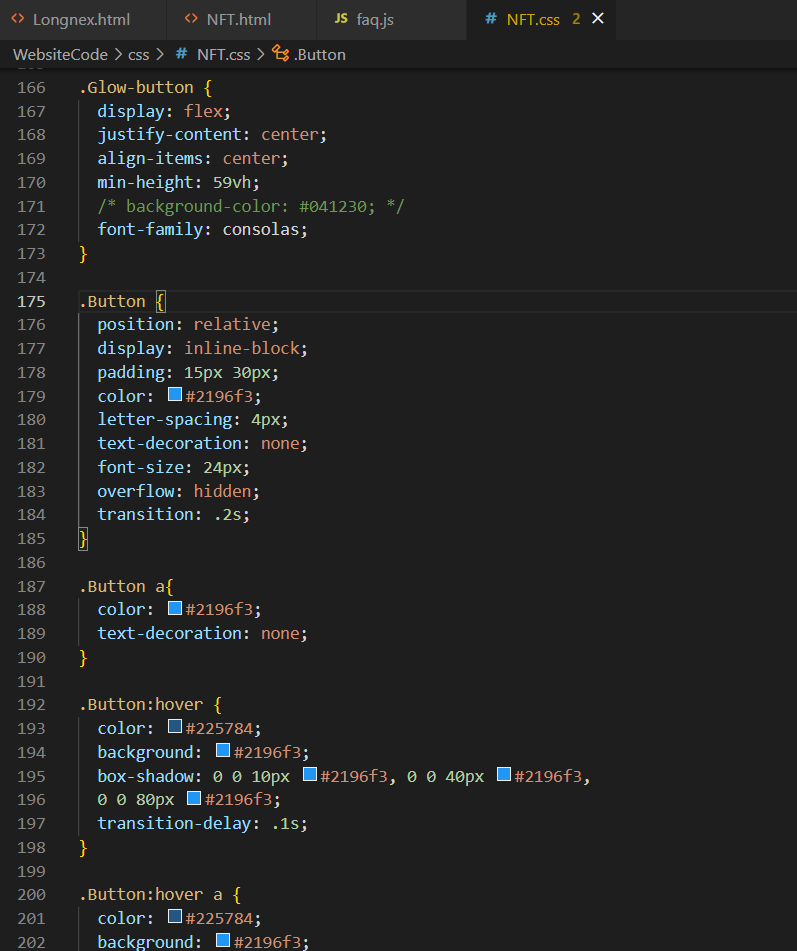 Longnex.html NFT.html JS faq.js # NFT.css 2
WebsiteCode > css > # NFT.css > .Button
166 .Glow-button {
167 display: flex;
168 justify-content: center;
169 align-items: center;
170 min-height: 59vh;
171 /* background-color: #041230; */
172 font-family: consolas;
173 }
174
175 .Button {
176 position: relative;
177 display: inline-block;
178 padding: 15px 30px;
179 color: #2196f3;
180 letter-spacing: 4px;
181 text-decoration: none;
182 font-size: 24px;
183 overflow: hidden;
184 transition: .2s;
185 }
186
187 .Button a{
188 color: #2196f3;
189 text-decoration: none;
190 }
191
192 .Button:hover {
193 color: #225784;
194 background: #2196f3;
195 box-shadow: 0 0 10px #2196f3, 0 0 40px #2196f3,
196 0 0 80px #2196f3;
197 transition-delay: .1s;
198 }
199
200 .Button:hover a {
201 color: #225784;
202 background: #2196f3;